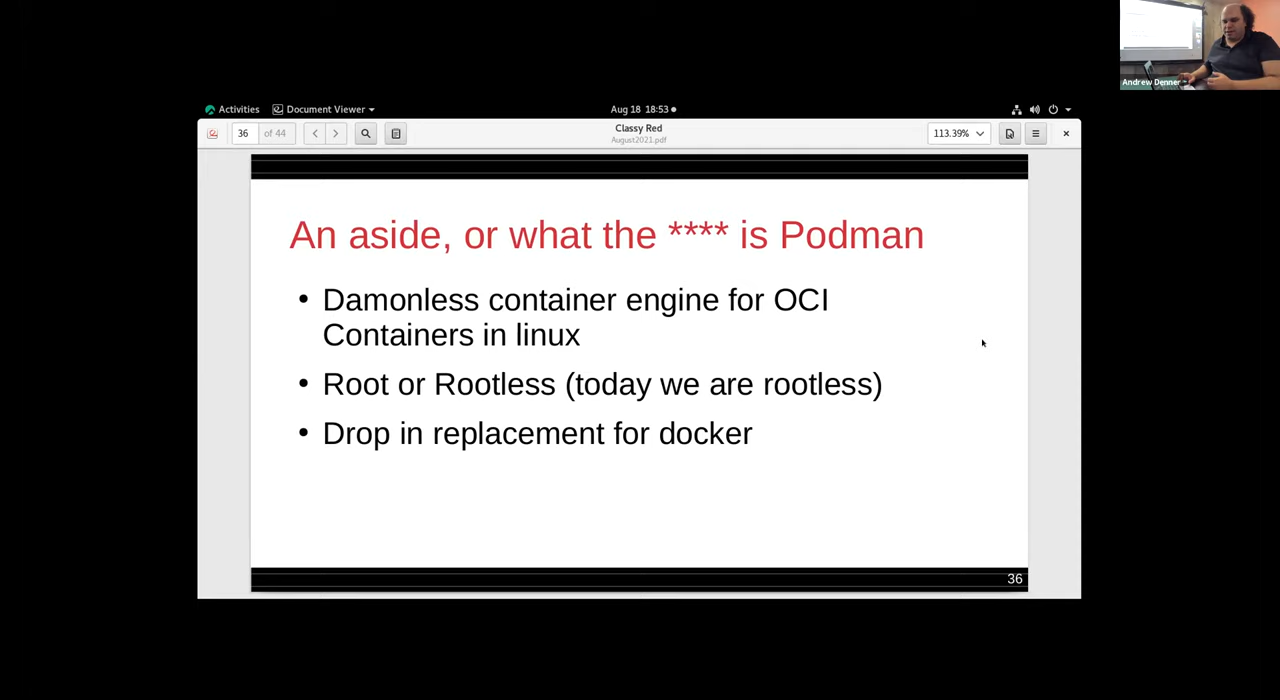 Andrew Denner
Activities
Document Viewer
Aug 18 18:53
36 of 44
Classy Red
August2021.pdf
113.39%
An aside, or what the **** is Podman
• Damonless container engine for OCI
Containers in linux
• Root or Rootless (today we are rootless)
• Drop in replacement for docker
36